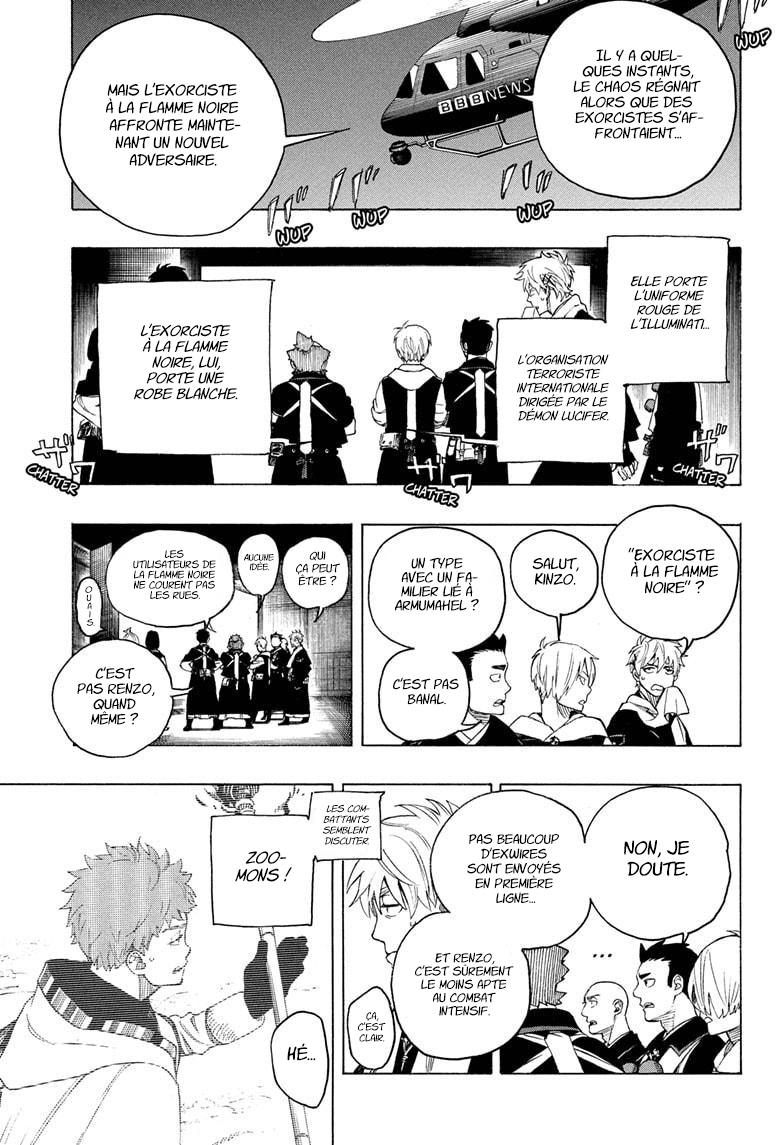 IL Y A QUEL-
QUES INSTANTS,
LE CHAOS RÉGNAIT
ALORS QUE DES
EXORCISTES S'AF-
FRONTAIENT...
WUP
BBB NEWS
MAIS L'EXORCISTE
À LA FLAMME NOIRE
AFFRONTE MAINTE-
NANT UN NOUVEL
ADVERSAIRE.
WUP
WUP
WUP
ELLE PORTE
L'UNIFORME
ROUGE DE
L'ILLUMINATI...
L'ORGANISATION
TERRORISTE
INTERNATIONALE
DIRIGÉE PAR LE
DÉMON LUCIFER.
L'EXORCISTE
À LA FLAMME
NOIRE, LUI,
PORTE UNE
ROBE BLANCHE.
CHATTER
CHATTER
CHATTER
"EXORCISTE
À LA FLAMME
NOIRE" ?
SALUT,
KINZO.
UN TYPE
AVEC UN FA-
MILIER LIÉ À
ARMUMAHEL ?
C'EST PAS
BANAL.
QUI
ÇA PEUT
ÊTRE ?
AUCUNE
IDÉE.
LES
UTILISATEURS DE
LA FLAMME NOIRE
NE COURENT PAS
LES RUES.
OUAIS.
C'EST
PAS RENZO,
QUAND
MÊME ?
NON, JE
DOUTE.
PAS BEAUCOUP
D'EXWIRES
SONT ENVOYÉS
EN PREMIÈRE
LIGNE...
ET RENZO,
C'EST SÛREMENT
LE MOINS APTE
AU COMBAT
INTENSIF.
...
ÇA,
C'EST
CLAIR.
LES COM-
BATTANTS
SEMBLENT
DISCUTER.
ZOO-
MONS !
HÉ...